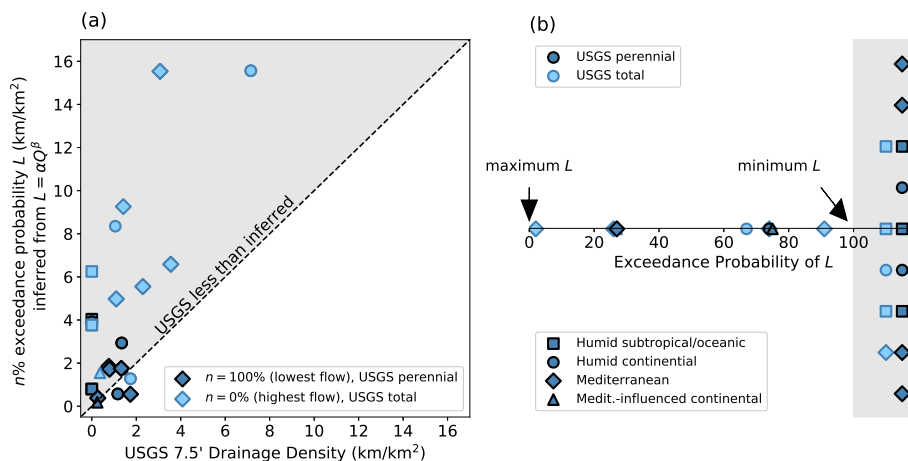 (a)
n% exceedance probability L (km/km²)
inferred from L = αQ^β
16
14
12
10
8
6
4
2
0
USGS less than inferred
n = 100% (lowest flow), USGS perennial
n = 0% (highest flow), USGS total
0 2 4 6 8 10 12 14 16
USGS 7.5' Drainage Density (km/km²)
(b)
USGS perennial
USGS total
maximum L
minimum L
0 20 40 60 80 100
Exceedance Probability of L
Humid subtropical/oceanic
Humid continental
Mediterranean
Medit.-influenced continental